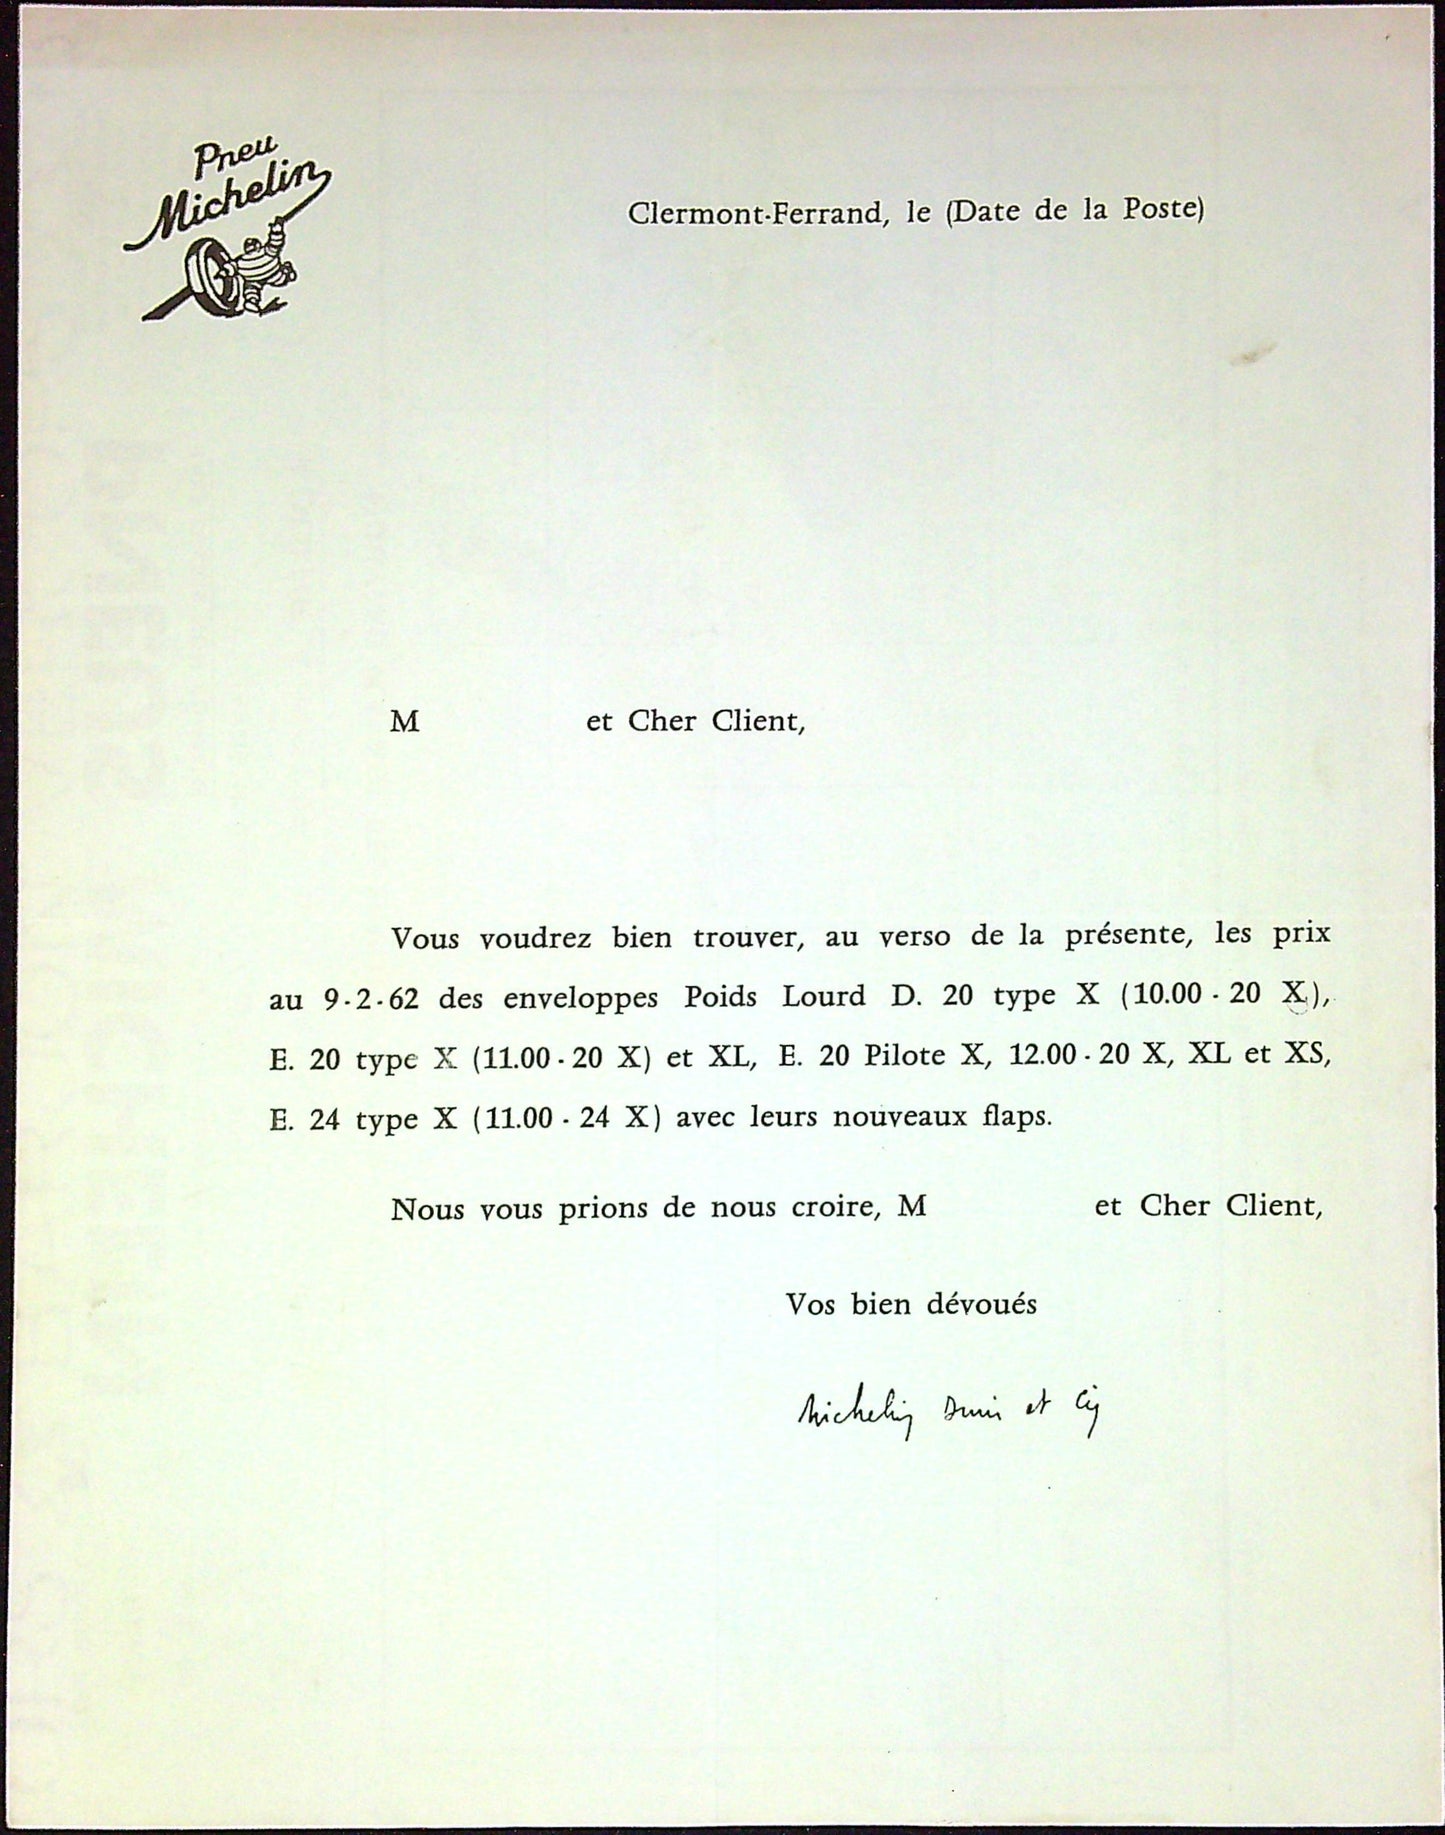 Pneu
Michelin
Clermont-Ferrand, le (Date de la Poste)
M et Cher Client,
Vous voudrez bien trouver, au verso de la présente, les prix
au 9-2-62 des enveloppes Poids Lourd D. 20 type X (10.00 - 20 X),
E. 20 type X (11.00 - 20 X) et XL, E. 20 Pilote X, 12.00 - 20 X, XL et XS,
E. 24 type X (11.00 - 24 X) avec leurs nouveaux flaps.
Nous vous prions de nous croire, M et Cher Client,
Vos bien dévoués
Michelin et Cie